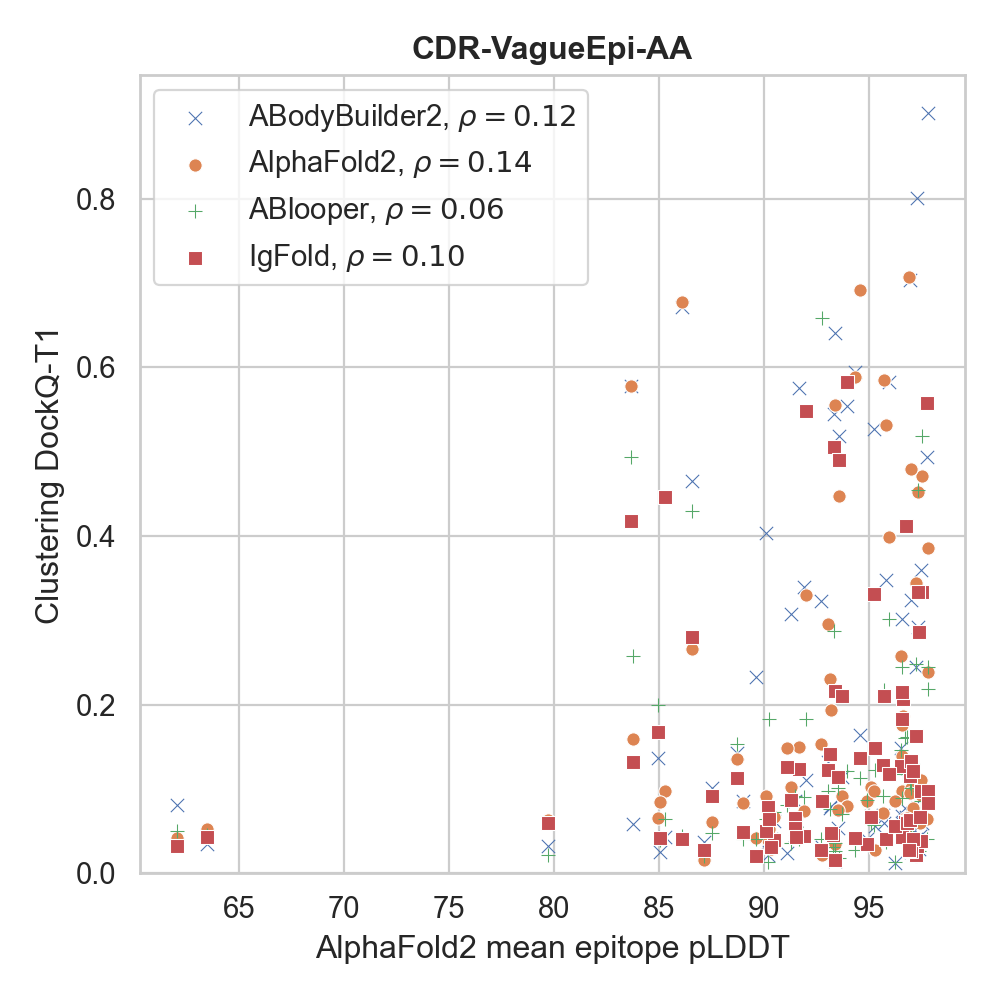 CDR-VagueEpi-AA
ABodyBuilder2, ρ = 0.12
AlphaFold2, ρ = 0.14
ABlooper, ρ = 0.06
IgFold, ρ = 0.10
Clustering DockQ-T1
0.8
0.6
0.4
0.2
0.0
65 70 75 80 85 90 95
AlphaFold2 mean epitope pLDDT